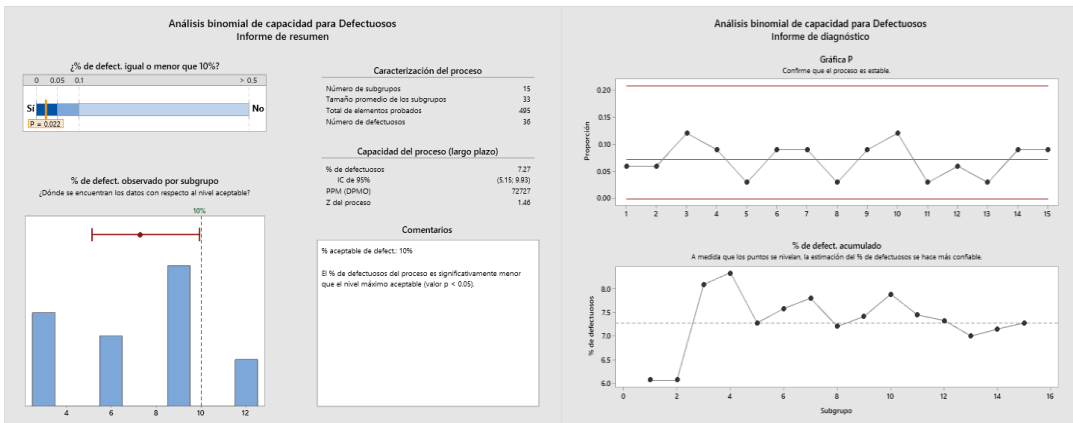 Análisis binomial de capacidad para Defectuosos
Informe de resumen
¿% de defect. igual o menor que 10%?
0 0.05 0.1 > 0.5
Sí No
P = 0.022
% de defect. observado por subgrupo
¿Dónde se encuentran los datos con respecto al nivel aceptable?
10%
4 6 8 10 12
Caracterización del proceso
Número de subgrupos 15
Tamaño promedio de los subgrupos 33
Total de elementos probados 495
Número de defectuosos 36
Capacidad del proceso (largo plazo)
% de defectuosos 7.27
IC de 95% (5.15; 9.93)
PPM (DPMO) 72727
Z del proceso 1.46
Comentarios
% aceptable de defect.: 10%
El % de defectuosos del proceso es significativamente menor
que el nivel máximo aceptable (valor p < 0.05).
Análisis binomial de capacidad para Defectuosos
Informe de diagnóstico
Gráfica P
Confirme que el proceso es estable.
Proporción
0.20
0.15
0.10
0.05
0.00
1 2 3 4 5 6 7 8 9 10 11 12 13 14 15
% de defect. acumulado
A medida que los puntos se nivelan, la estimación del % de defectuosos se hace más confiable.
% de defectuosos
8.0
7.5
7.0
6.5
6.0
0 2 4 6 8 10 12 14 16
Subgrupo